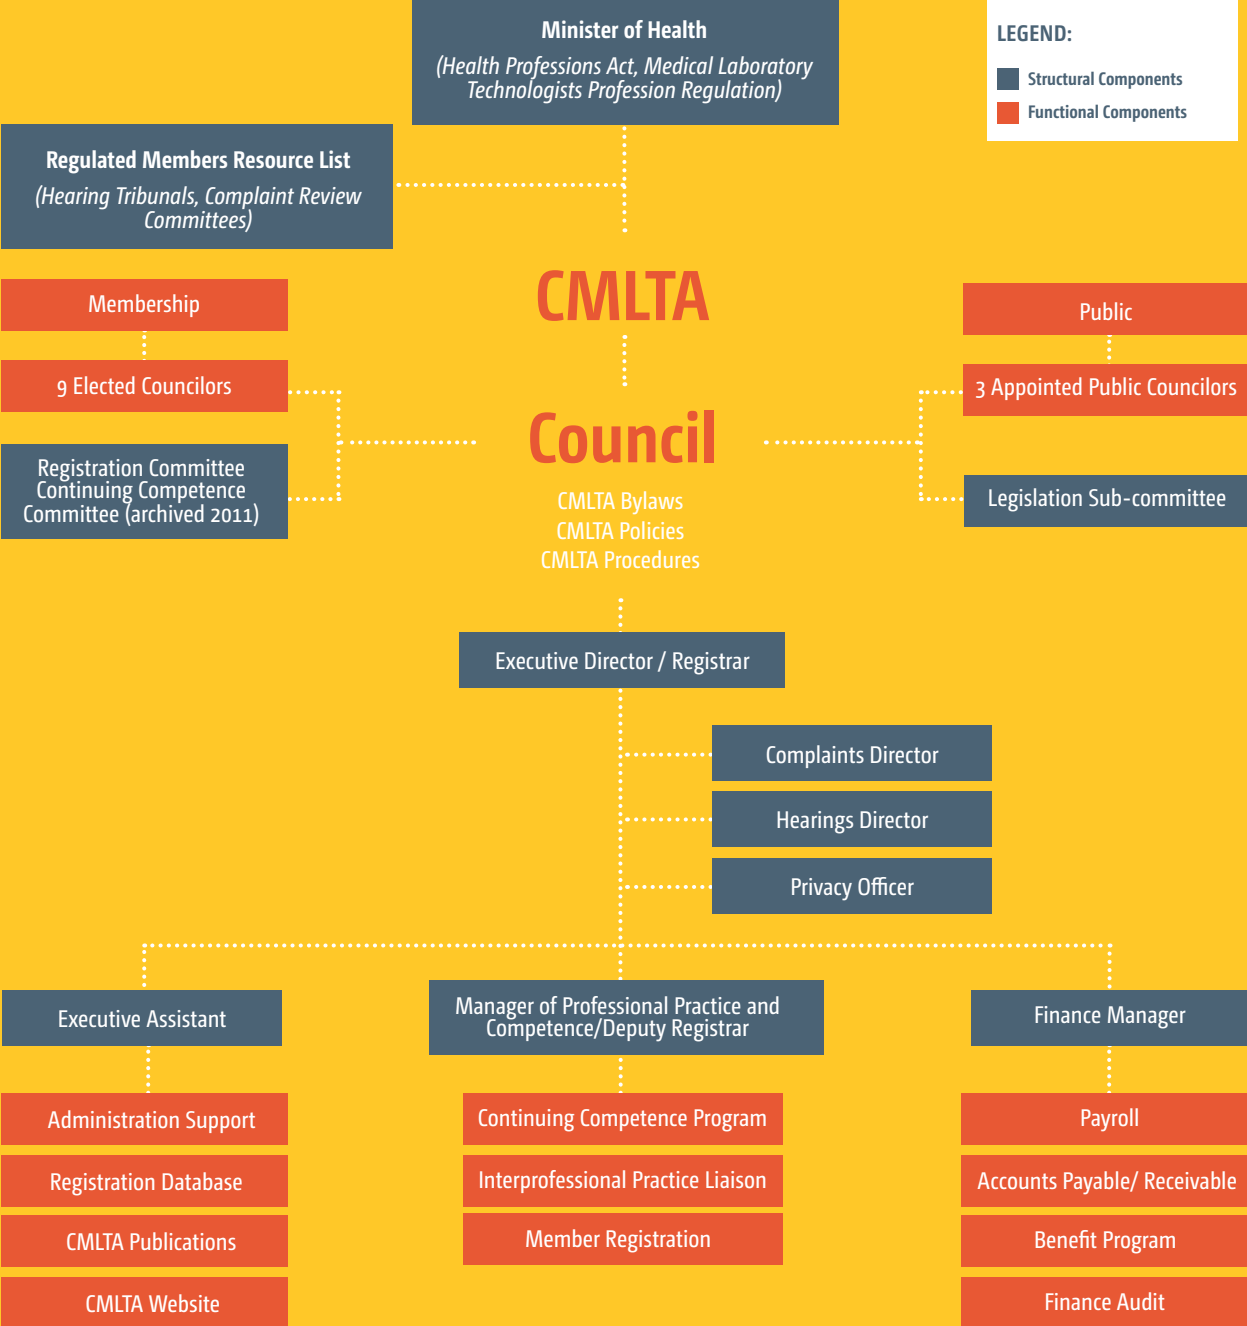 Minister of Health
(Health Professions Act, Medical Laboratory
Technologists Profession Regulation)
LEGEND:
Structural Components
Functional Components
Regulated Members Resource List
(Hearing Tribunals, Complaint Review
Committees)
CMLTA
Membership
9 Elected Councilors
Public
3 Appointed Public Councilors
Council
CMLTA Bylaws
CMLTA Policies
CMLTA Procedures
Registration Committee
Continuing Competence
Committee (archived 2011)
Legislation Sub-committee
Executive Director / Registrar
Complaints Director
Hearings Director
Privacy Officer
Executive Assistant
Manager of Professional Practice and
Competence/Deputy Registrar
Finance Manager
Administration Support
Registration Database
CMLTA Publications
CMLTA Website
Continuing Competence Program
Interprofessional Practice Liaison
Member Registration
Payroll
Accounts Payable/ Receivable
Benefit Program
Finance Audit